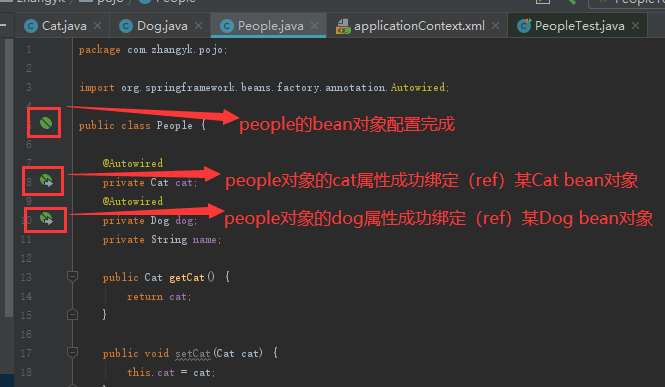 zhangyk
pojo
People
Cat.java
Dog.java
People.java
applicationContext.xml
PeopleTest.java
1 package com.zhangyk.pojo;
2
3 import org.springframework.beans.factory.annotation.Autowired;
4
5 public class People {
people的bean对象配置完成
6
7 @Autowired
8 private Cat cat;
people对象的cat属性成功绑定（ref）某Cat bean对象
9 @Autowired
10 private Dog dog;
people对象的dog属性成功绑定（ref）某Dog bean对象
11 private String name;
12
13 public Cat getCat() {
14 return cat;
15 }
16
17 public void setCat(Cat cat) {
18 this.cat = cat;